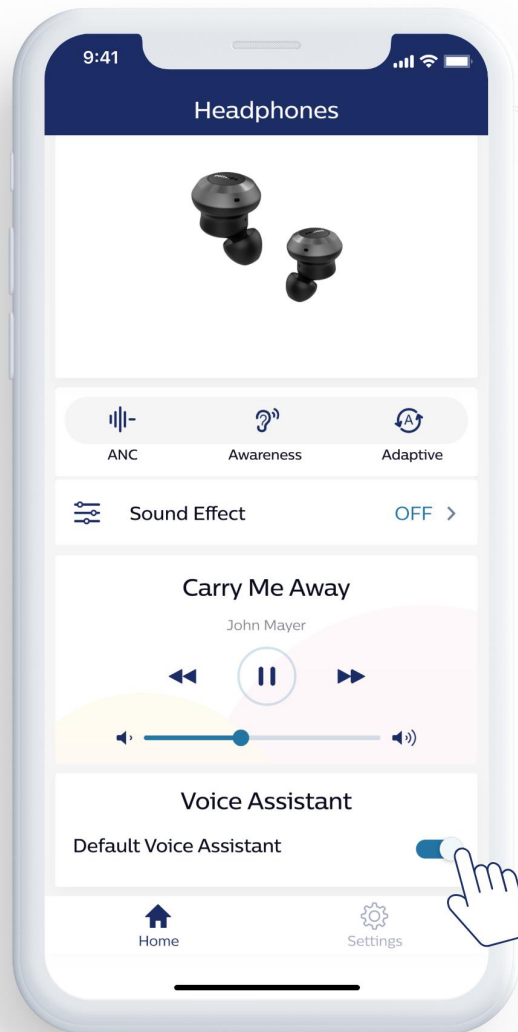 9:41
Headphones
ANC Awareness Adaptive
Sound Effect OFF
Carry Me Away
John Mayer
Voice Assistant
Default Voice Assistant
Home Settings